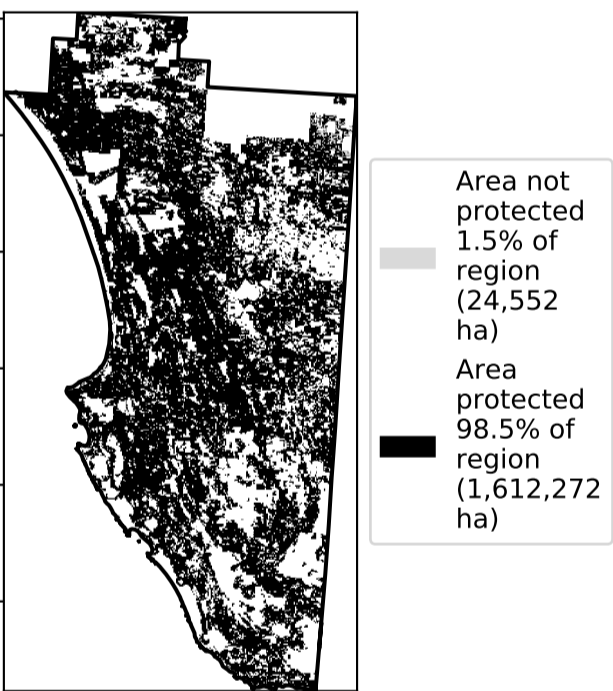 Area not
protected
1.5% of
region
(24,552
ha)
Area
protected
98.5% of
region
(1,612,272
ha)